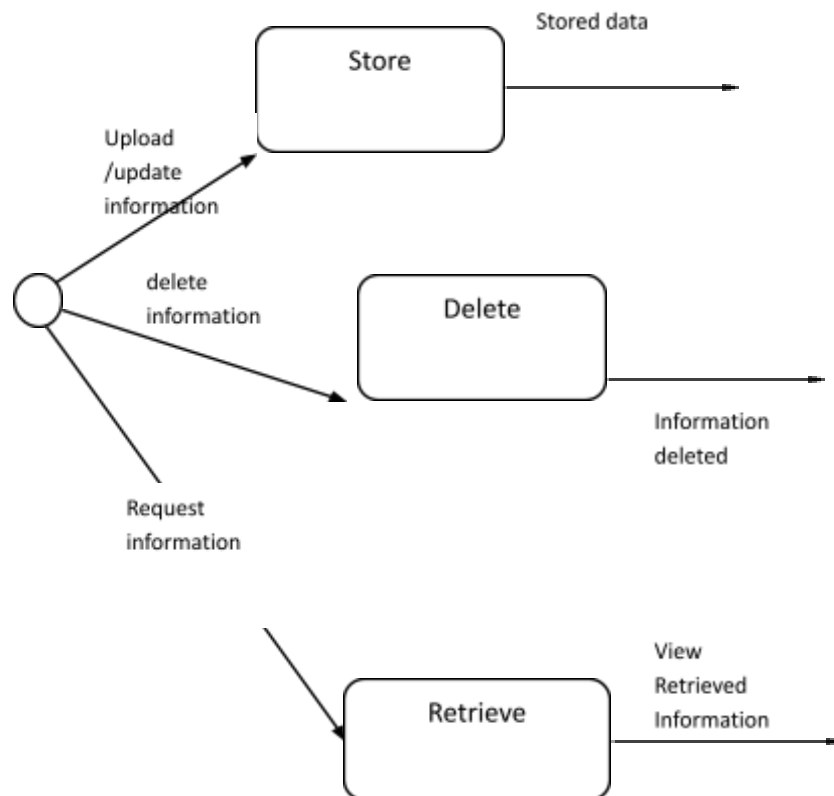 Stored data
Store
Upload
/update
information
delete
information
Delete
Information
deleted
Request
information
View
Retrieved
Information
Retrieve